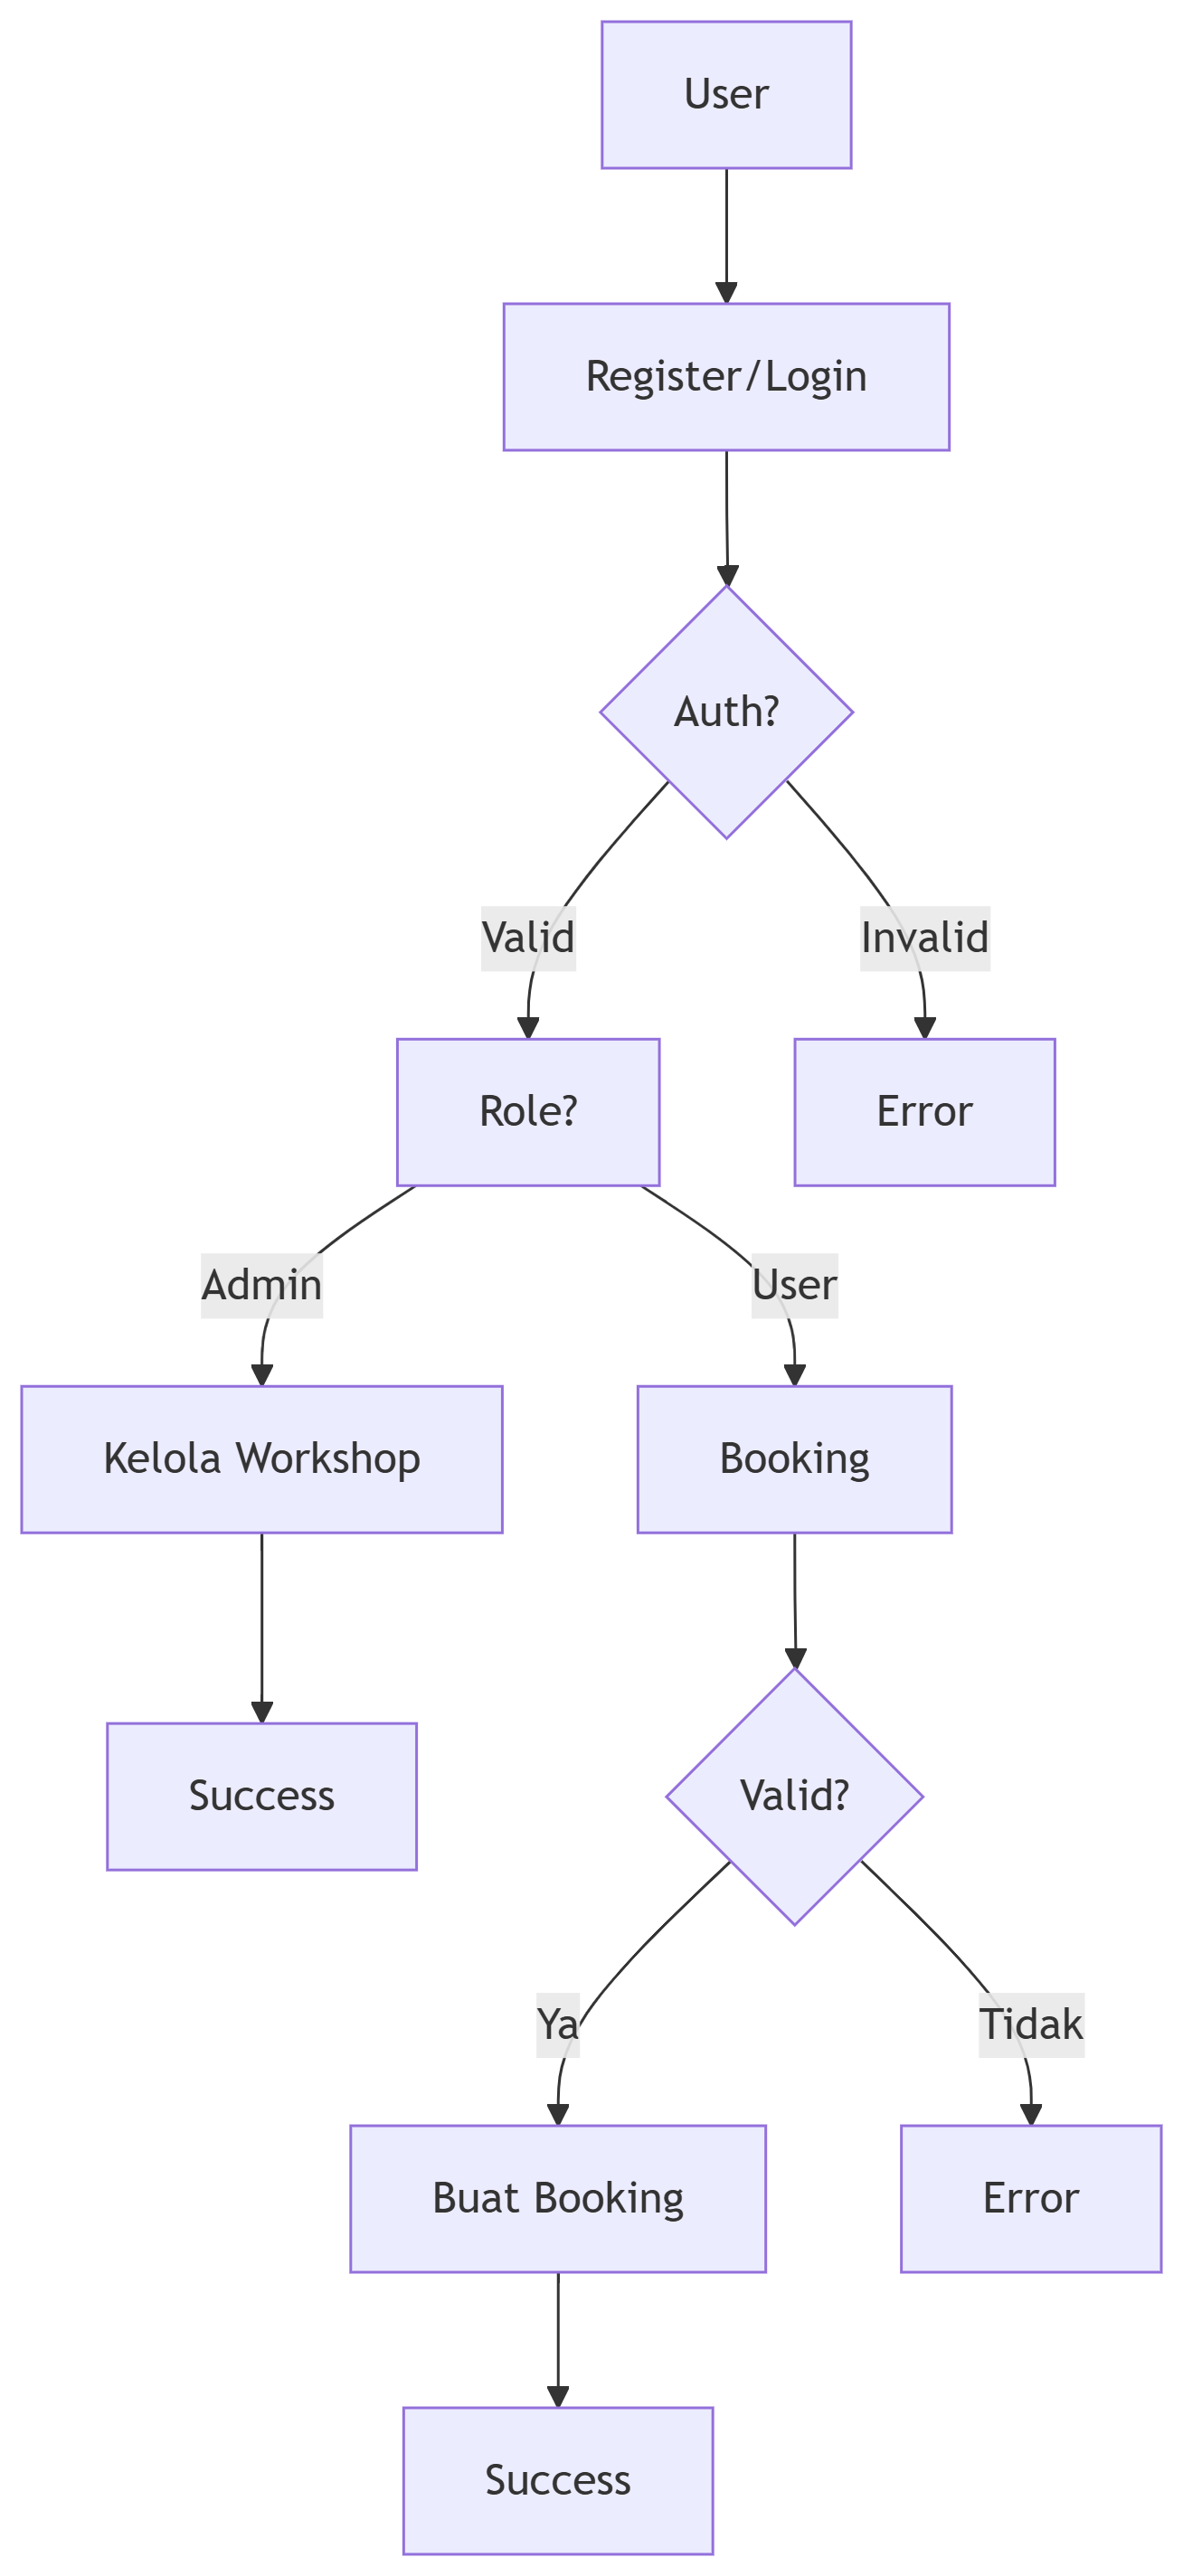 User
Register/Login
Auth?
Valid
Invalid
Role?
Error
Admin
User
Kelola Workshop
Booking
Success
Valid?
Ya
Tidak
Buat Booking
Error
Success